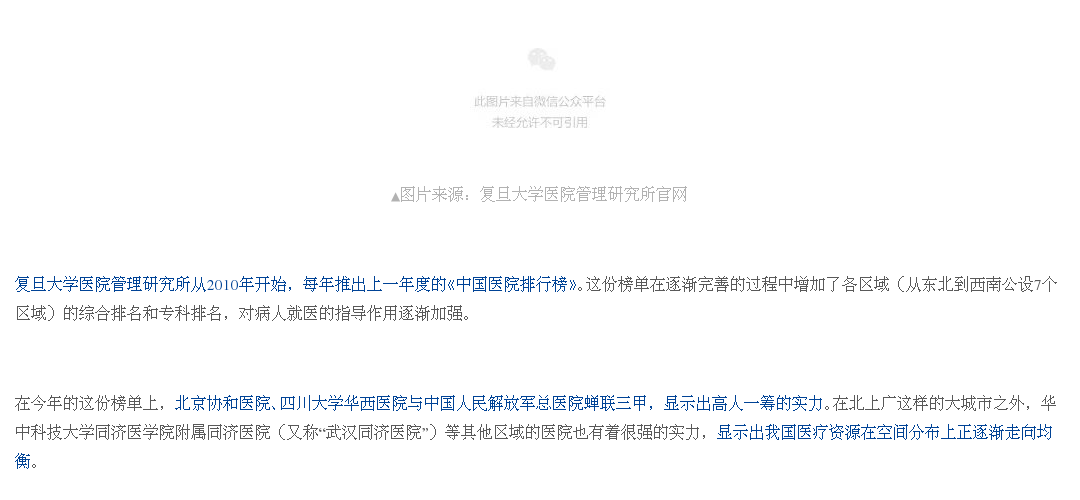 此图片来自微信公众平台
未经允许不可引用
▲图片来源：复旦大学医院管理研究所官网
复旦大学医院管理研究所从2010年开始，每年推出上一年度的《中国医院排行榜》。这份榜单在逐渐完善的过程中增加了各区域（从东北到西南公设7个
区域）的综合排名和专科排名，对病人就医的指导作用逐渐加强。
在今年的这份榜单上，北京协和医院、四川大学华西医院与中国人民解放军总医院蝉联三甲，显示出高人一筹的实力。在北上广这样的大城市之外，华
中科技大学同济医学院附属同济医院（又称“武汉同济医院”）等其他区域的医院也有着很强的实力，显示出我国医疗资源在空间分布上正逐渐走向均
衡。